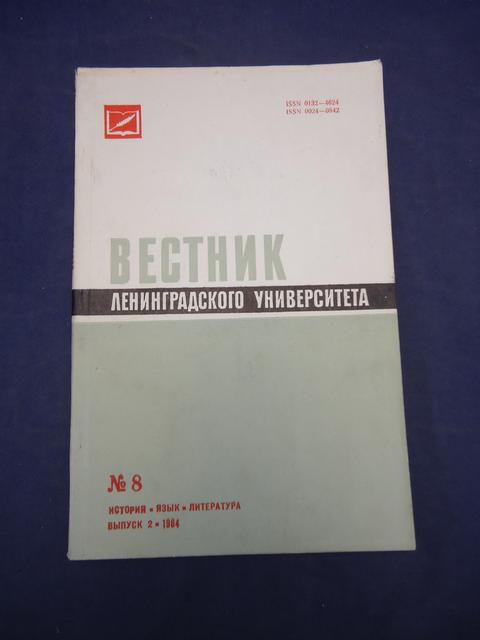 ISSN 0132—4624
ISSN 0024—0842
ВЕСТНИК
ЛЕНИНГРАДСКОГО УНИВЕРСИТЕТА
№ 8
ИСТОРИЯ • ЯЗЫК • ЛИТЕРАТУРА
ВЫПУСК 2 • 1984